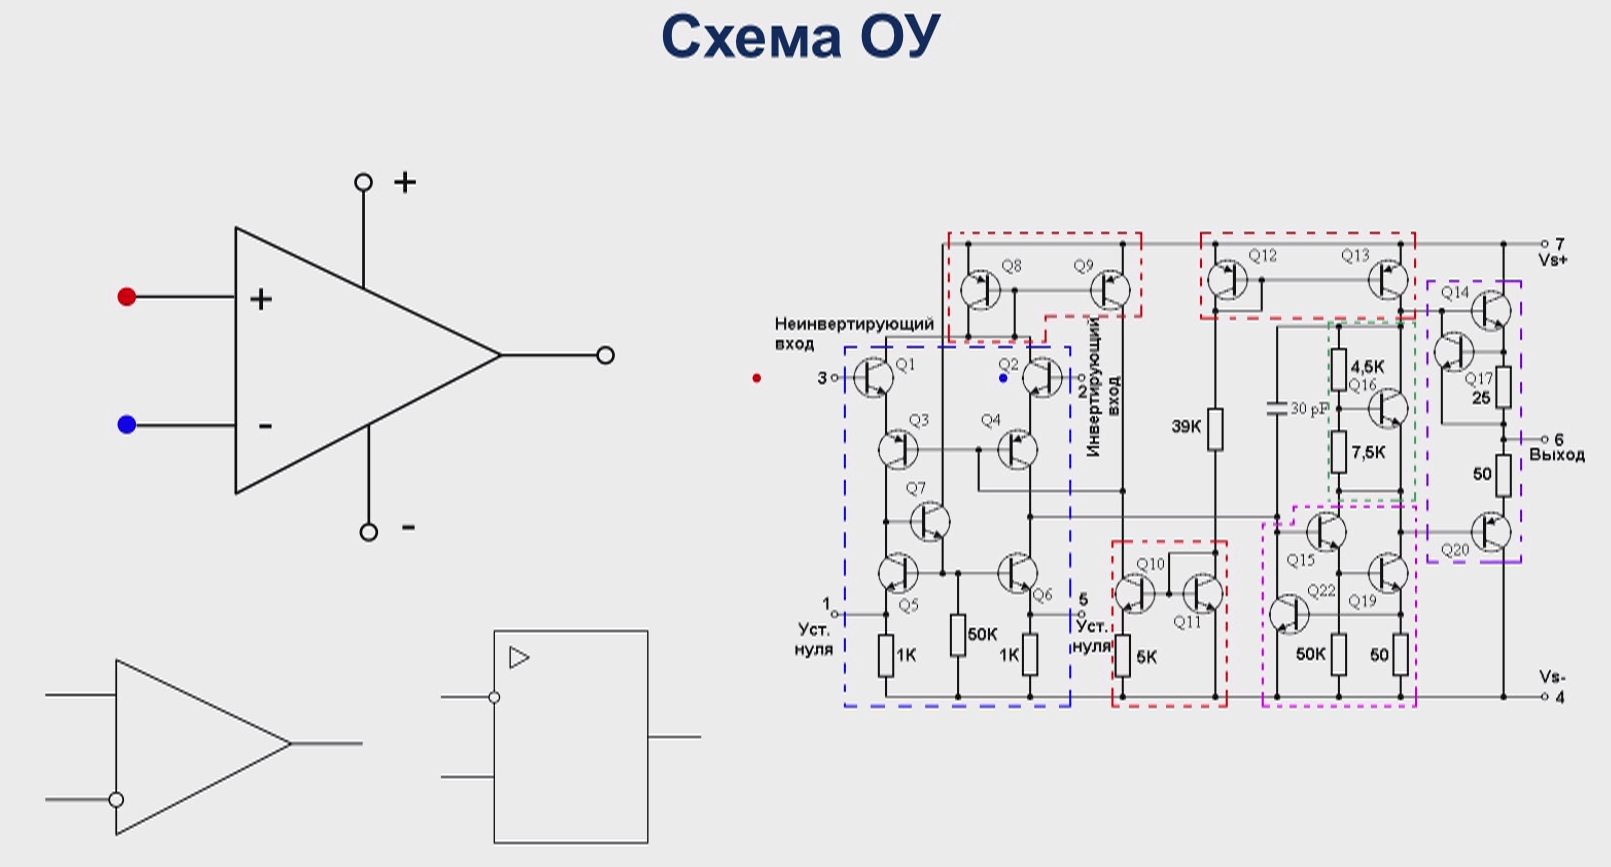 Схема ОУ
+
+
-
-
Q8
Q9
Q12
Q13
7
Vs+
Q14
Неинвертирующий
вход
3
Q1
Q2
2
Инвертирующий
вход
Q3
Q4
Q7
39K
30 pF
4,5K
Q16
7,5K
Q17
25
6
Выход
50
Q20
Q15
Q10
Q11
Q22
Q19
Q5
Q6
1
Уст.
нуля
5
Уст.
нуля
1K
50K
1K
5K
50K
50
Vs-
4